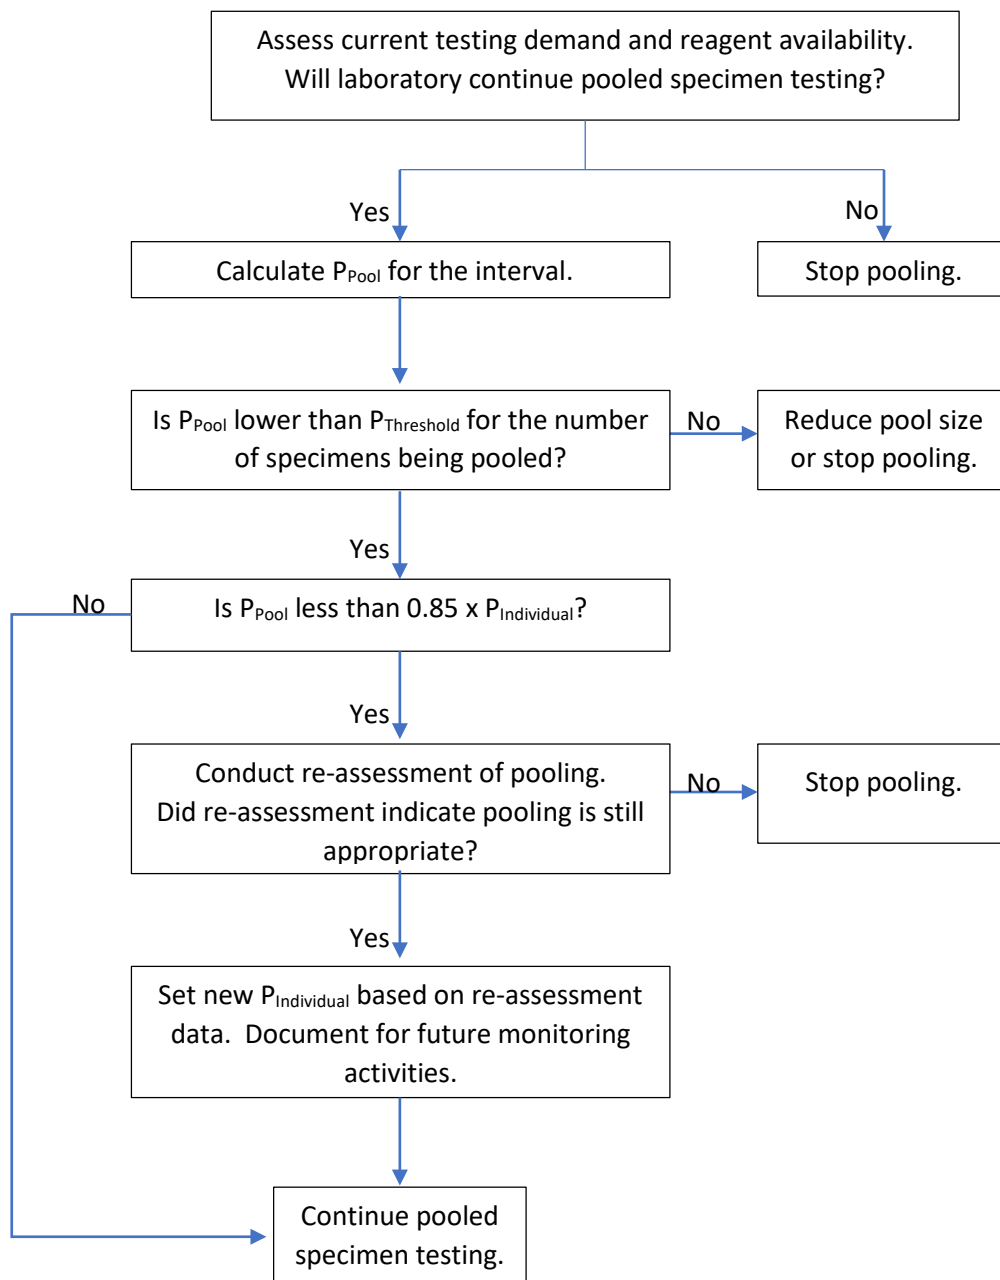 Assess current testing demand and reagent availability.
Will laboratory continue pooled specimen testing?
Yes
No
Calculate PPool for the interval.
Stop pooling.
Is PPool lower than PThreshold for the number
of specimens being pooled?
No
Reduce pool size
or stop pooling.
Yes
No
Is PPool less than 0.85 x PIndividual?
Yes
Conduct re-assessment of pooling.
Did re-assessment indicate pooling is still
appropriate?
No
Stop pooling.
Yes
Set new PIndividual based on re-assessment
data.  Document for future monitoring
activities.
Continue pooled
specimen testing.